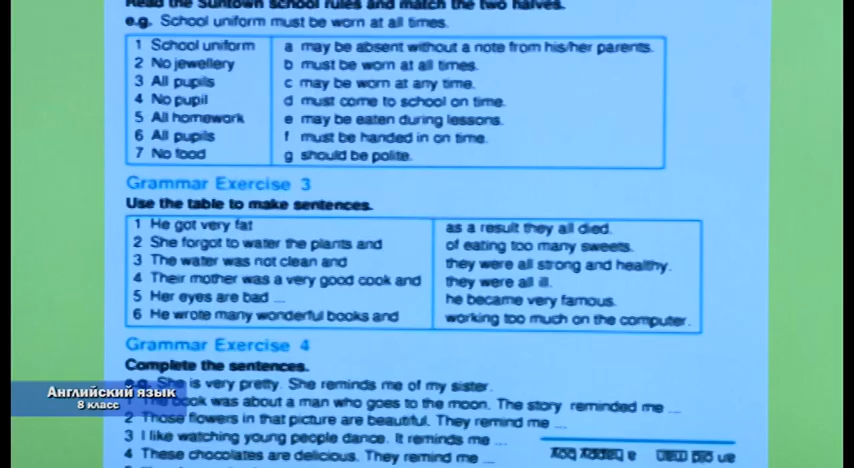 Read the Suntown school rules and match the two halves.
e.g. School uniform must be worn at all times.
1 School uniform a may be absent without a note from his/her parents.
2 No jewellery b must be worn at all times.
3 All pupils c may be worn at any time.
4 No pupil d must come to school on time.
5 All homework e may be eaten during lessons.
6 All pupils f must be handed in on time.
7 No food g should be polite.
Grammar Exercise 3
Use the table to make sentences.
1 He got very fat as a result they all died.
2 She forgot to water the plants and of eating too many sweets.
3 The water was not clean and they were all strong and healthy.
4 Their mother was a very good cook and they were all ill.
5 Her eyes are bad ... he became very famous.
6 He wrote many wonderful books and working too much on the computer.
Grammar Exercise 4
Complete the sentences.
e.g. She is very pretty. She reminds me of my sister.
book was about a man who goes to the moon. The story reminded me ...
2 Those flowers in that picture are beautiful. They remind me ...
3 I like watching young people dance. It reminds me ...
4 These chocolates are delicious. They remind me ...
an old man a happy boy
Английский язык
8 класс